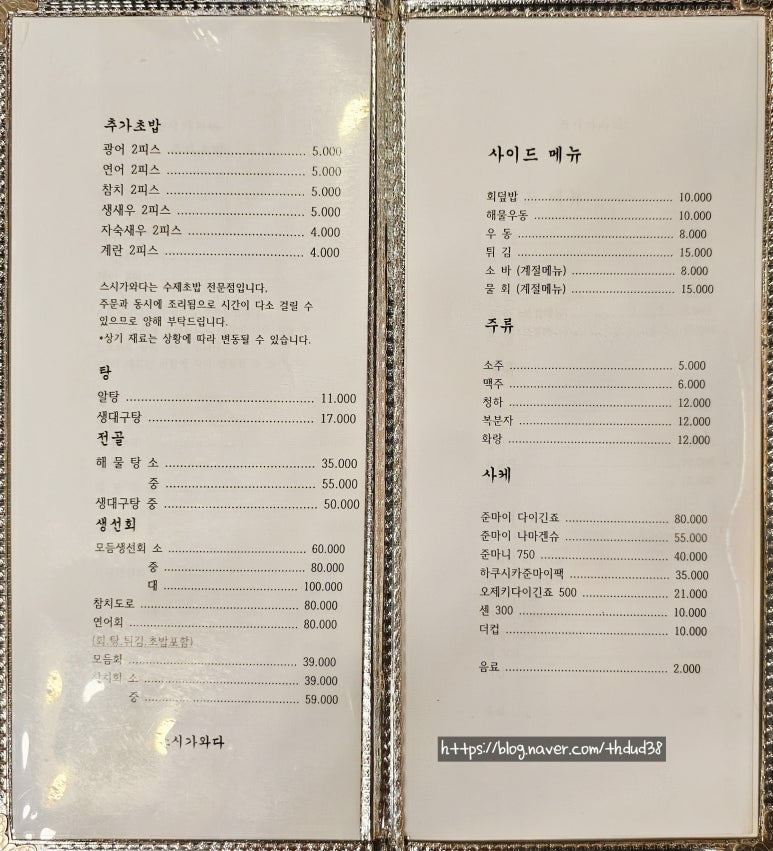 추가초밥
광어 2피스 5.000
연어 2피스 5.000
참치 2피스 5.000
생새우 2피스 5.000
자숙새우 2피스 4.000
계란 2피스 4.000
스시가와다는 수제초밥 전문점입니다.
주문과 동시에 조리됨으로 시간이 다소 걸릴 수
있으므로 양해 부탁드립니다.
*상기 재료는 상황에 따라 변동될 수 있습니다.
탕
알탕 11.000
생대구탕 17.000
전골
해 물 탕 소 35.000
중 55.000
생대구탕 중 50.000
생선회
모듬생선회 소 60.000
중 80.000
대 100.000
참치도로 80.000
연어회 80.000
(회,탕,튀김,초밥포함)
모듬회 39.000
참치회 소 39.000
중 59.000
스시가와다
사이드 메뉴
회덮밥 10.000
해물우동 10.000
우 동 8.000
튀 김 15.000
소 바 (계절메뉴) 8.000
물 회 (계절메뉴) 15.000
주류
소주 5.000
맥주 6.000
청하 12.000
복분자 12.000
화랑 12.000
사케
준마이 다이긴죠 80.000
준마이 나마겐슈 55.000
준마니 750 40.000
하쿠시카준마이팩 35.000
오제키다이긴죠 500 21.000
센 300 10.000
더컵 10.000
음료 2.000
https://blog.naver.com/thdud38